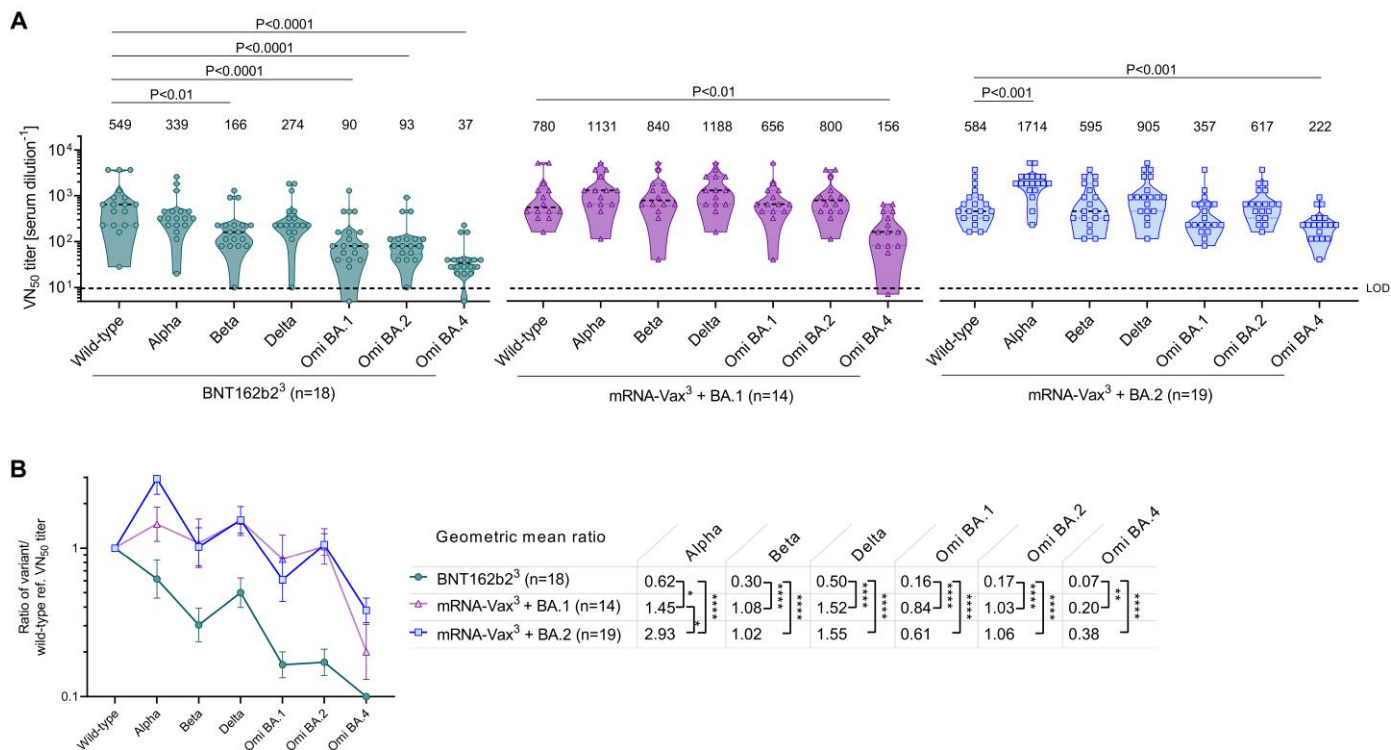 A
P<0.0001
P<0.0001
P<0.0001
P<0.01
P<0.01
P<0.001
P<0.001
549 339 166 274 90 93 37
780 1131 840 1188 656 800 156
584 1714 595 905 357 617 222
VN50 titer [serum dilution-1]
10⁴
10³
10²
10¹
LOD
Wild-type Alpha Beta Delta Omi BA.1 Omi BA.2 Omi BA.4
Wild-type Alpha Beta Delta Omi BA.1 Omi BA.2 Omi BA.4
Wild-type Alpha Beta Delta Omi BA.1 Omi BA.2 Omi BA.4
BNT162b2³ (n=18)
mRNA-Vax³ + BA.1 (n=14)
mRNA-Vax³ + BA.2 (n=19)
B
Ratio of variant/
wild-type ref. VN50 titer
1
0.1
Wild-type Alpha Beta Delta Omi BA.1 Omi BA.2 Omi BA.4
Geometric mean ratio Alpha Beta Delta Omi BA.1 Omi BA.2 Omi BA.4
BNT162b2³ (n=18) 0.62 0.30 0.50 0.16 0.17 0.07
mRNA-Vax³ + BA.1 (n=14) 1.45 1.08 1.52 0.84 1.03 0.20
mRNA-Vax³ + BA.2 (n=19) 2.93 1.02 1.55 0.61 1.06 0.38
* * **** **** **** **** **** **** **** **** **** ** ****